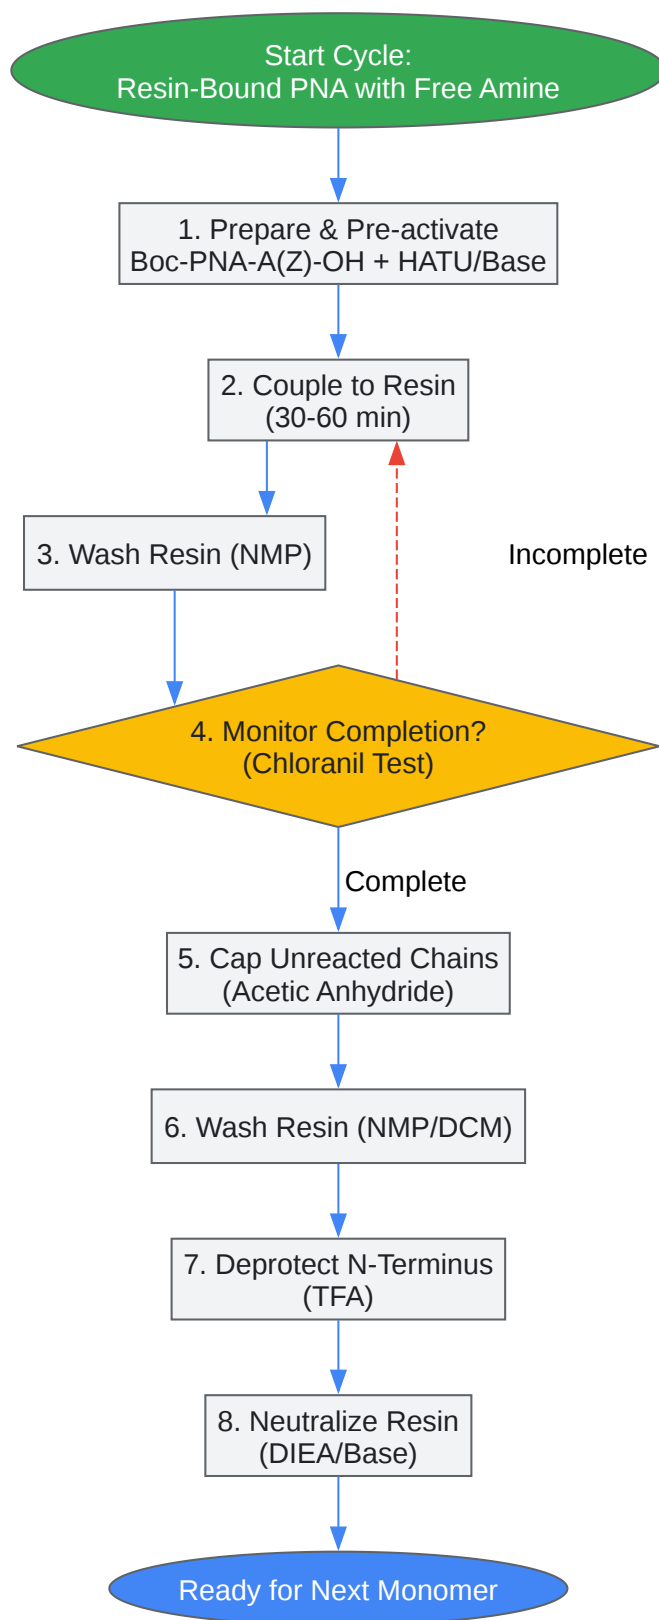 Start Cycle:
Resin-Bound PNA with Free Amine
1. Prepare & Pre-activate
Boc-PNA-A(Z)-OH + HATU/Base
2. Couple to Resin
(30-60 min)
3. Wash Resin (NMP)
Incomplete
4. Monitor Completion?
(Chloranil Test)
Complete
5. Cap Unreacted Chains
(Acetic Anhydride)
6. Wash Resin (NMP/DCM)
7. Deprotect N-Terminus
(TFA)
8. Neutralize Resin
(DIEA/Base)
Ready for Next Monomer